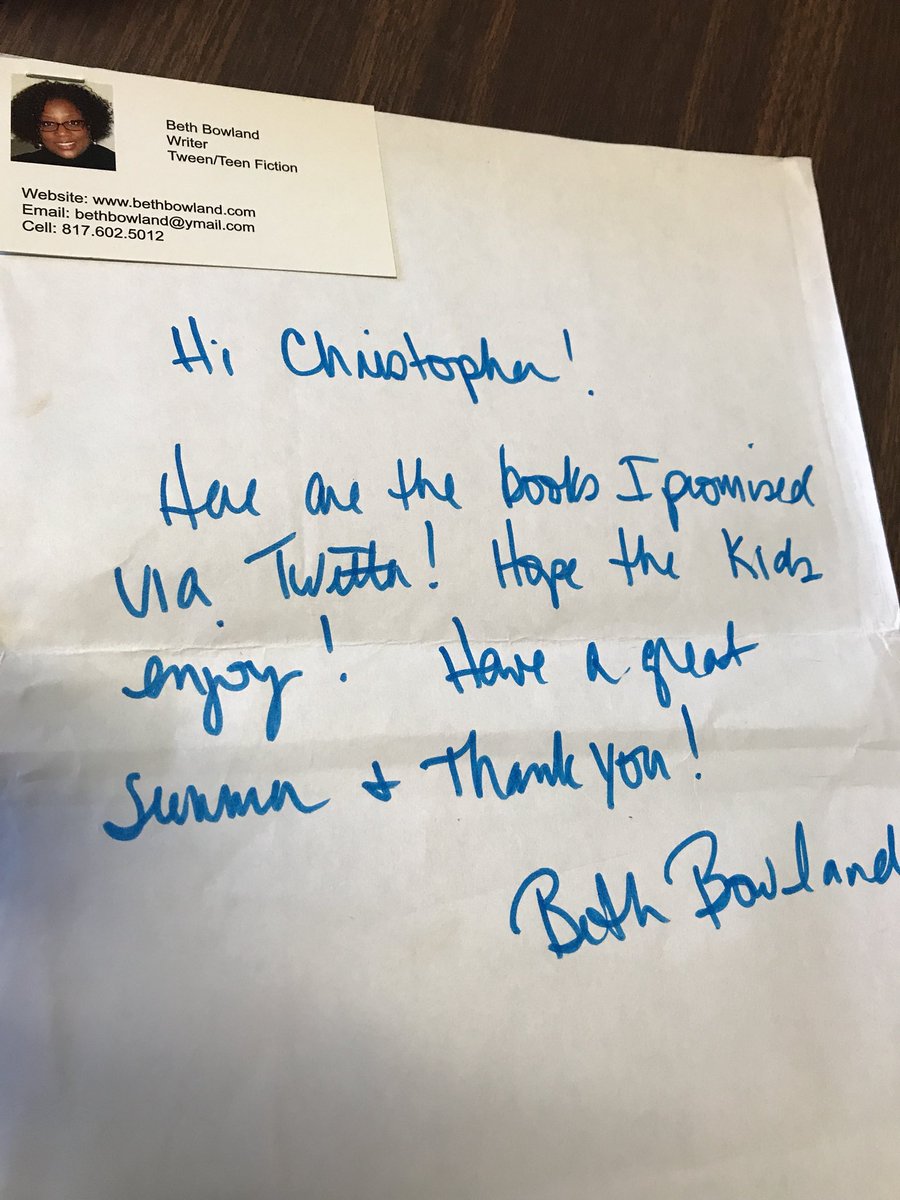 Beth Bowland
Writer
Tween/Teen Fiction
Website: www.bethbowland.com
Email: bethbowland@ymail.com
Cell: 817.602.5012
Hi Christopher!
Here are the books I promised
via Twitter! Hope the kids
enjoy! Have a great
Summer & Thank you!
Beth Bowland